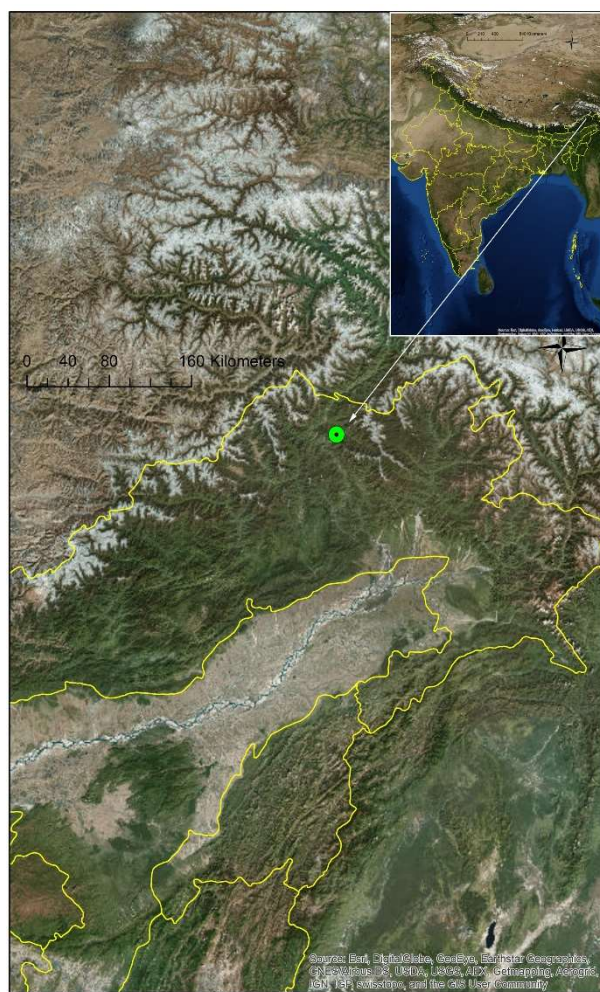 0 40 80 160 Kilometers
Source: Esri, DigitalGlobe, GeoEye, Earthstar Geographics,
CNES/Airbus DS, USDA, USGS, AEX, Getmapping, Aerogrid,
IGN, IGP, swisstopo, and the GIS User Community